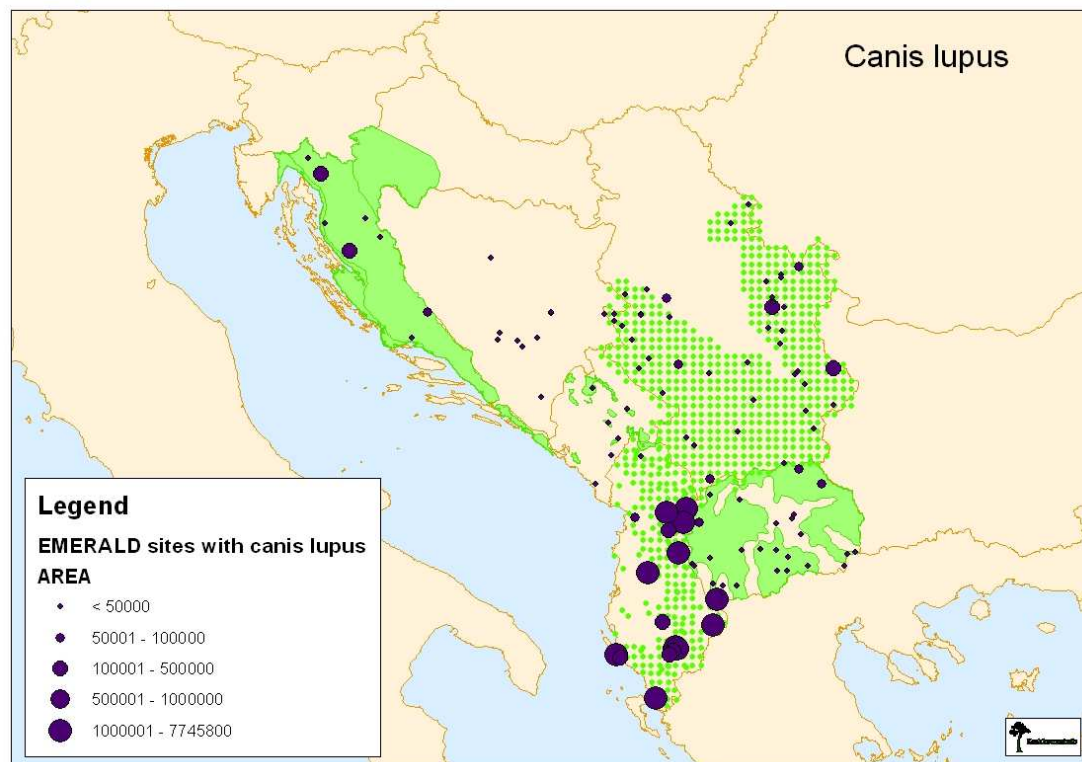 Canis lupus
Legend
EMERALD sites with canis lupus
AREA
< 50000
50001 - 100000
100001 - 500000
500001 - 1000000
1000001 - 7745800